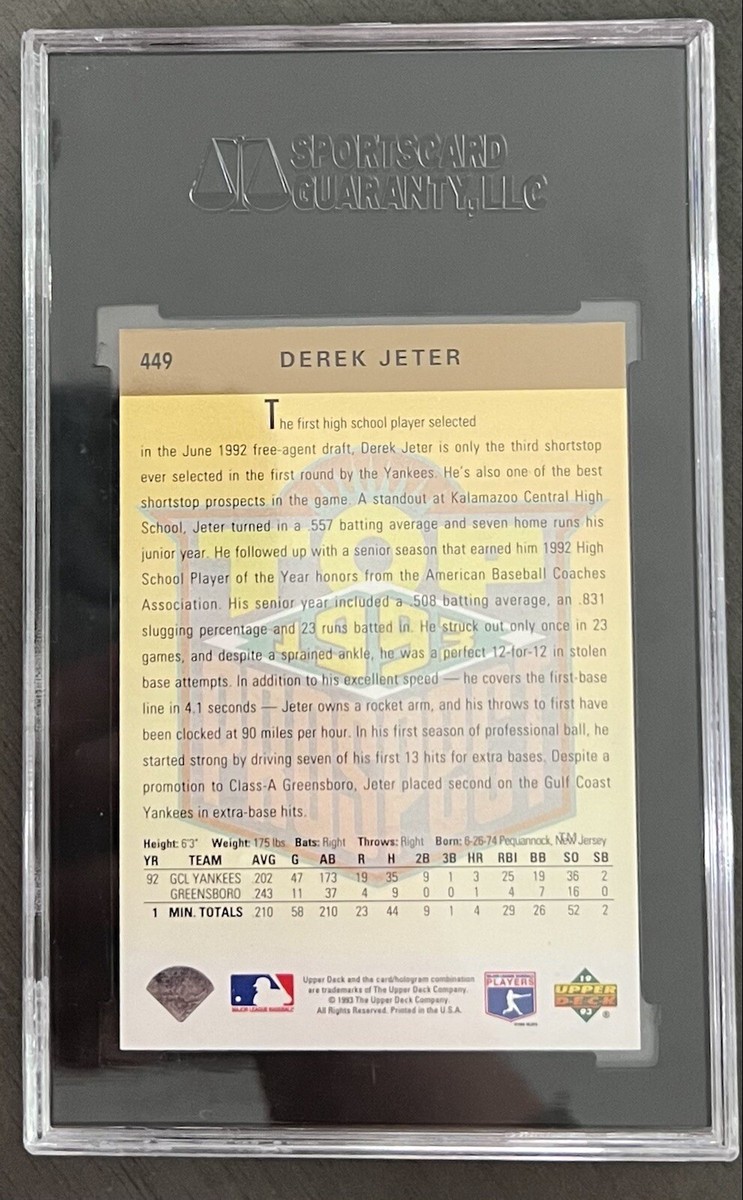 SPORTSCARD
GUARANTY, LLC
449 DEREK JETER
The first high school player selected
in the June 1992 free-agent draft, Derek Jeter is only the third shortstop
ever selected in the first round by the Yankees. He's also one of the best
shortstop prospects in the game. A standout at Kalamazoo Central High
School, Jeter turned in a .557 batting average and seven home runs his
junior year. He followed up with a senior season that earned him 1992 High
School Player of the Year honors from the American Baseball Coaches
Association. His senior year included a .508 batting average, an .831
slugging percentage and 23 runs batted in. He struck out only once in 23
games, and despite a sprained ankle, he was a perfect 12-for-12 in stolen
base attempts. In addition to his excellent speed — he covers the first-base
line in 4.1 seconds — Jeter owns a rocket arm, and his throws to first have
been clocked at 90 miles per hour. In his first season of professional ball, he
started strong by driving seven of his first 13 hits for extra bases. Despite a
promotion to Class-A Greensboro, Jeter placed second on the Gulf Coast
Yankees in extra-base hits.
TOP
1993
PROSPECT
TM
Height: 6'3" Weight: 175 lbs Bats: Right Throws: Right Born: 6-26-74 Pequannock, New Jersey
YR TEAM AVG G AB R H 2B 3B HR RBI BB SO SB
92 GCL YANKEES .202 47 173 19 35 9 1 3 25 19 36 2
GREENSBORO .243 11 37 4 9 0 0 1 4 7 16 0
1 MIN. TOTALS .210 58 210 23 44 9 1 4 29 26 52 2
MAJOR LEAGUE BASEBALL
Upper Deck and the card/hologram combination
are trademarks of The Upper Deck Company.
© 1993 The Upper Deck Company.
All Rights Reserved. Printed in the U.S.A.
PLAYERS
19
UPPER
DECK
93 ®